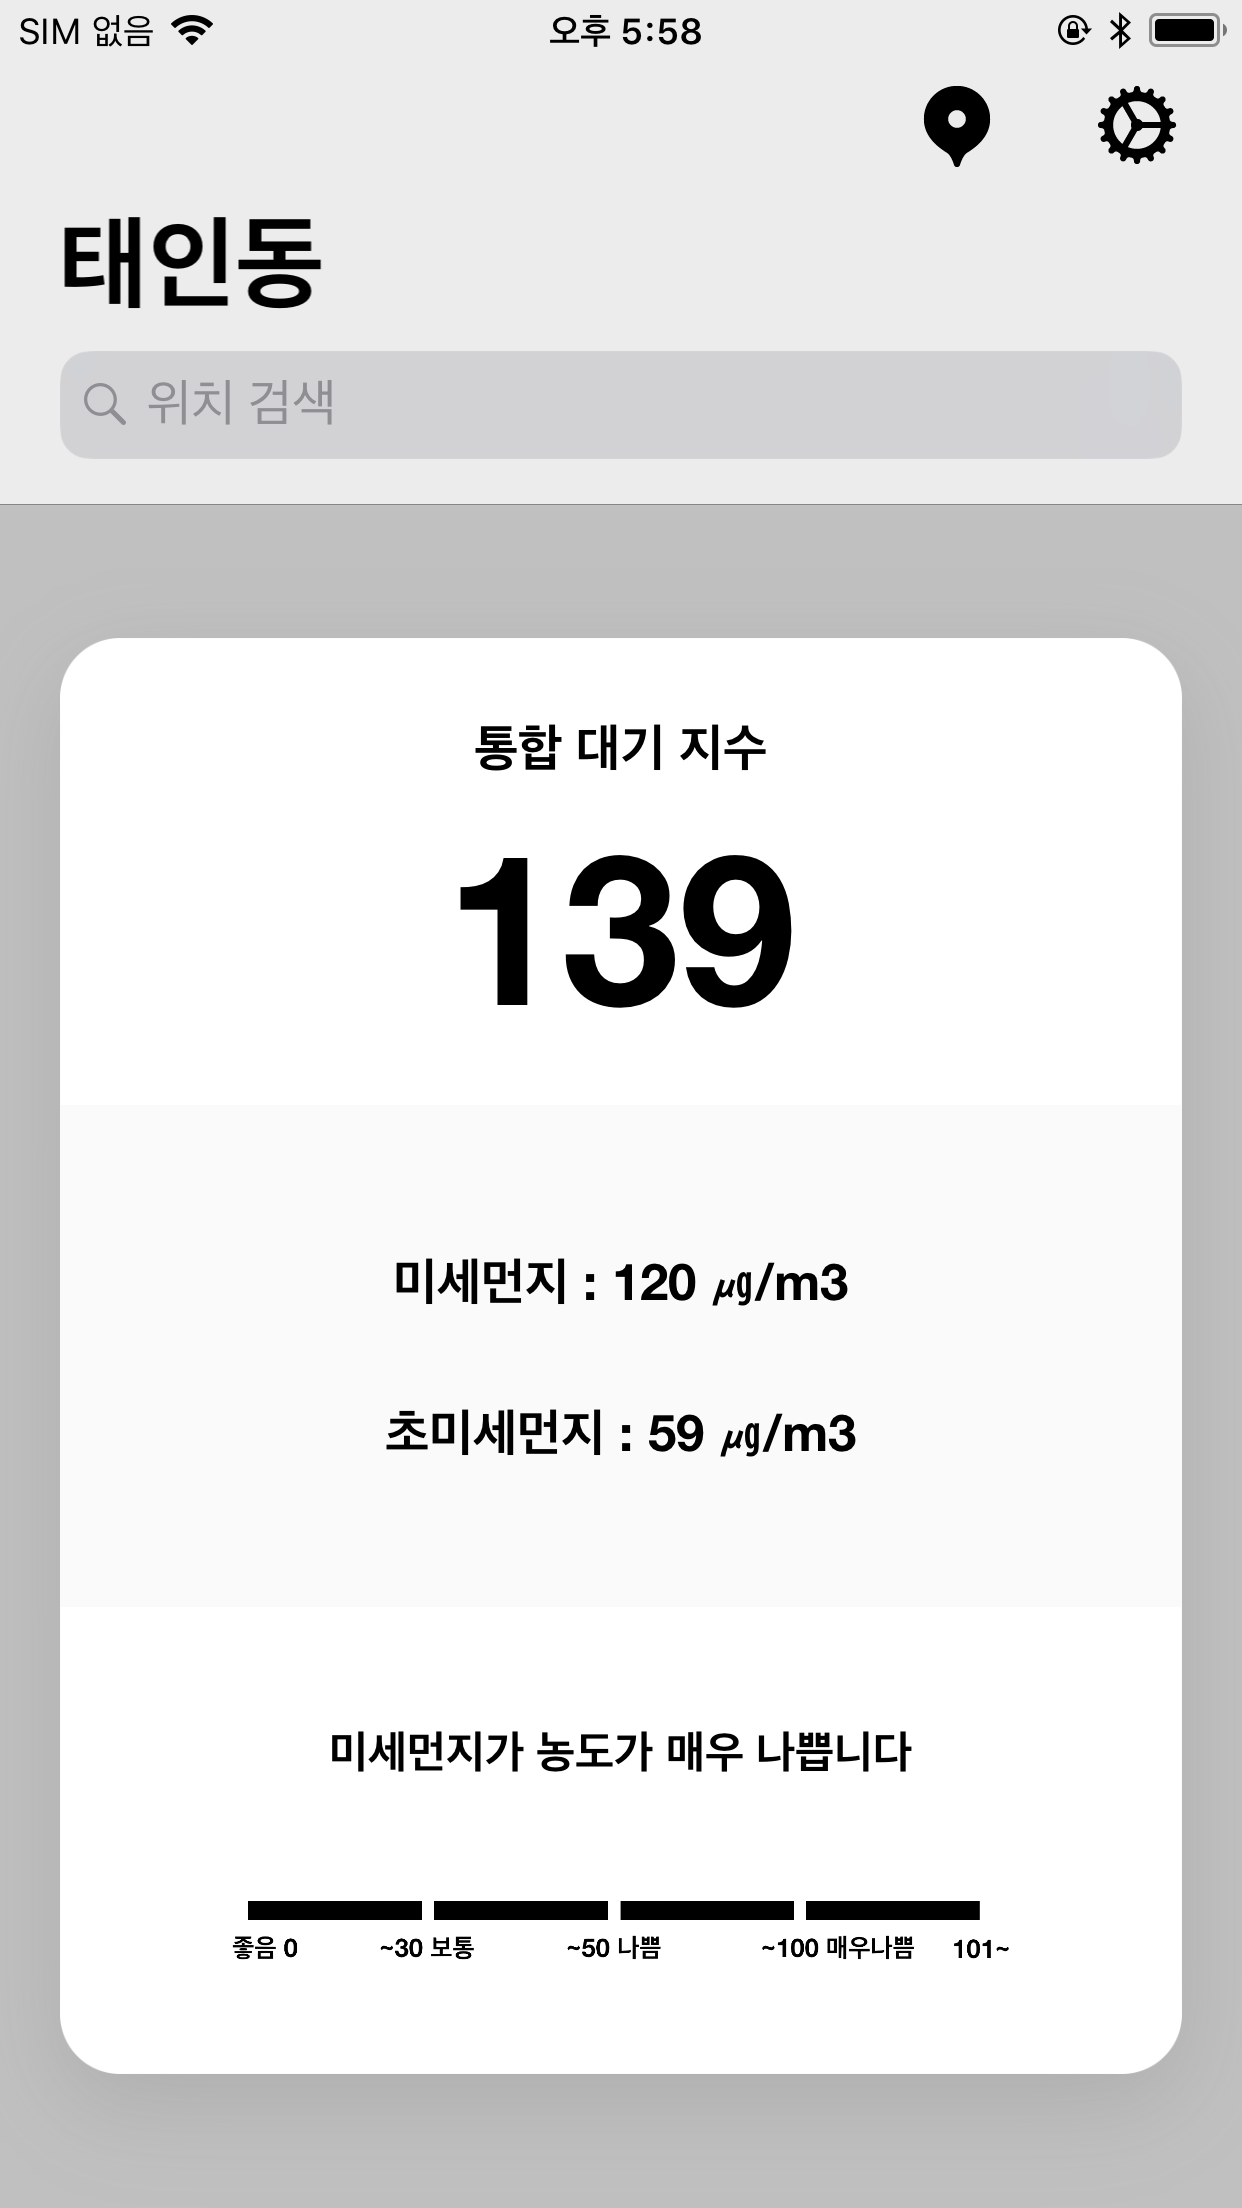 SIM 없음 오후 5:58
태인동
위치 검색
통합 대기 지수
139
미세먼지 : 120 ㎍/m3
초미세먼지 : 59 ㎍/m3
미세먼지가 농도가 매우 나쁩니다
좋음 0 ~30 보통 ~50 나쁨 ~100 매우나쁨 101~